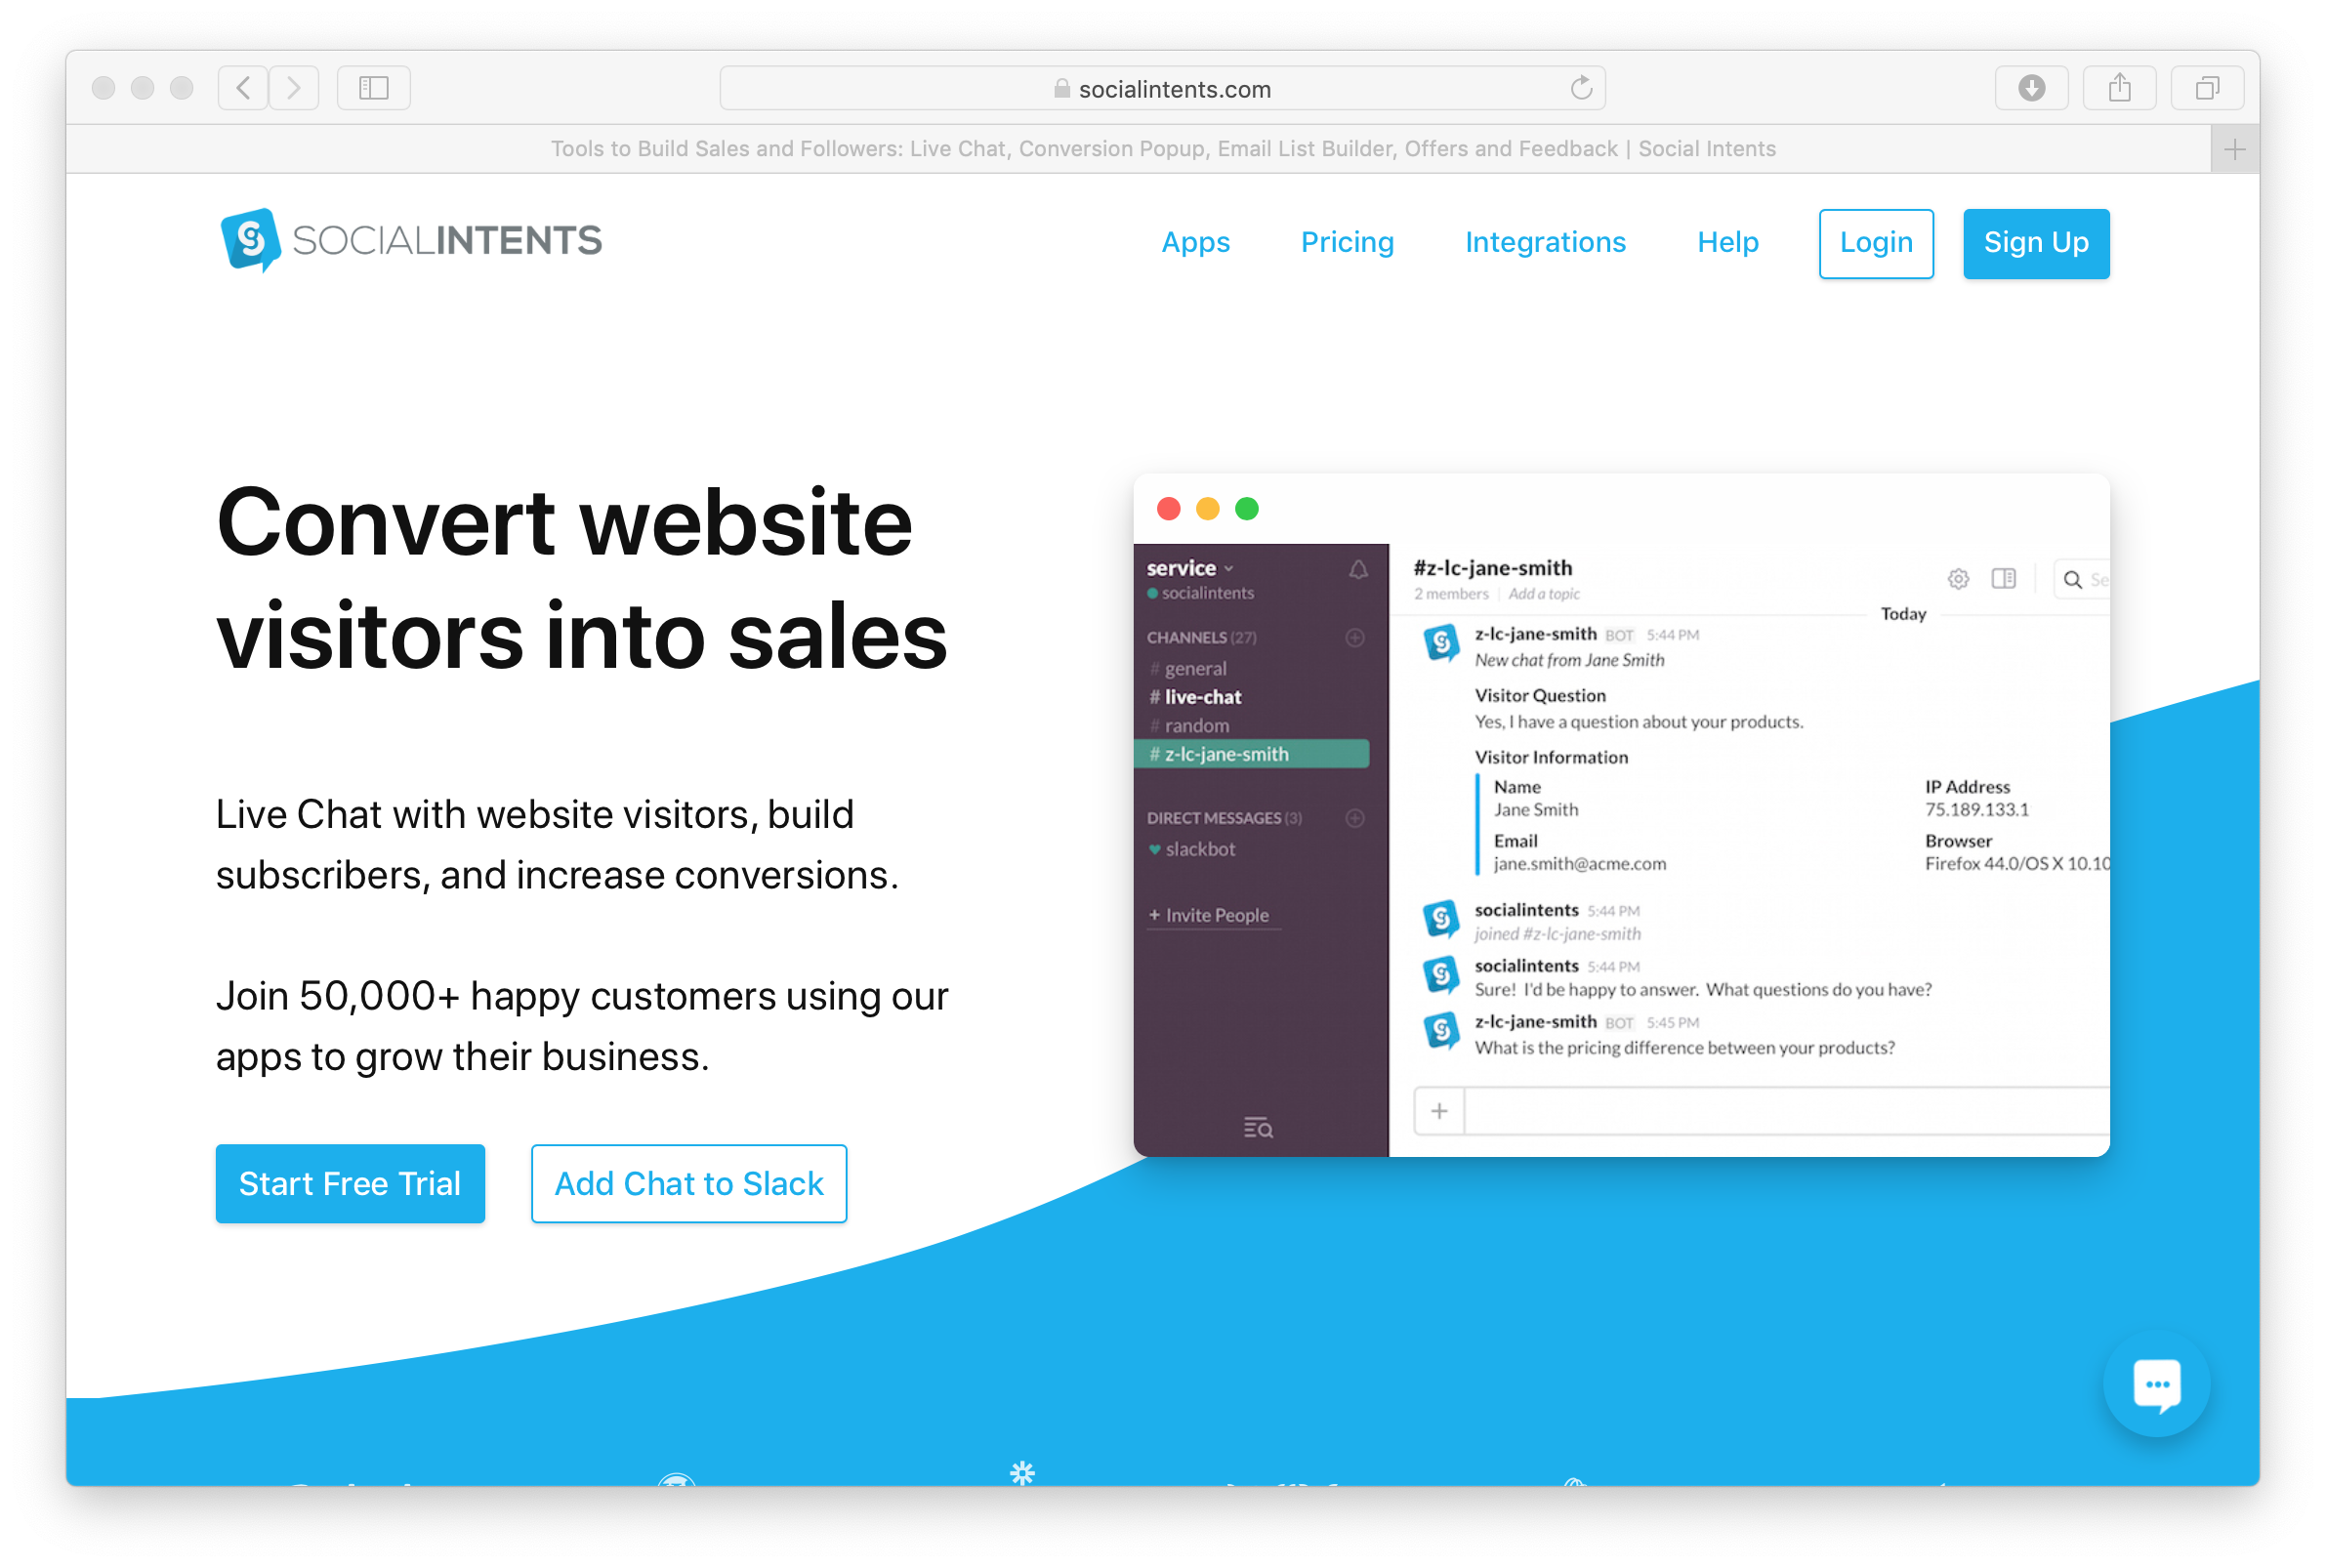 socialintents.com
Tools to Build Sales and Followers: Live Chat, Conversion Popup, Email List Builder, Offers and Feedback | Social Intents
SOCIALINTENTS
Apps
Pricing
Integrations
Help
Login
Sign Up
Convert website
visitors into sales
Live Chat with website visitors, build
subscribers, and increase conversions.
Join 50,000+ happy customers using our
apps to grow their business.
Start Free Trial
Add Chat to Slack
service
socialintents
CHANNELS (27)
# general
# live-chat
# random
# z-lc-jane-smith
DIRECT MESSAGES (3)
slackbot
+ Invite People
#z-lc-jane-smith
2 members | Add a topic
Se
Today
z-lc-jane-smith BOT 5:44 PM
New chat from Jane Smith
Visitor Question
Yes, I have a question about your products.
Visitor Information
Name
Jane Smith
IP Address
75.189.133.1
Email
jane.smith@acme.com
Browser
Firefox 44.0/OS X 10.10
socialintents 5:44 PM
joined #z-lc-jane-smith
socialintents 5:44 PM
Sure! I'd be happy to answer. What questions do you have?
z-lc-jane-smith BOT 5:45 PM
What is the pricing difference between your products?